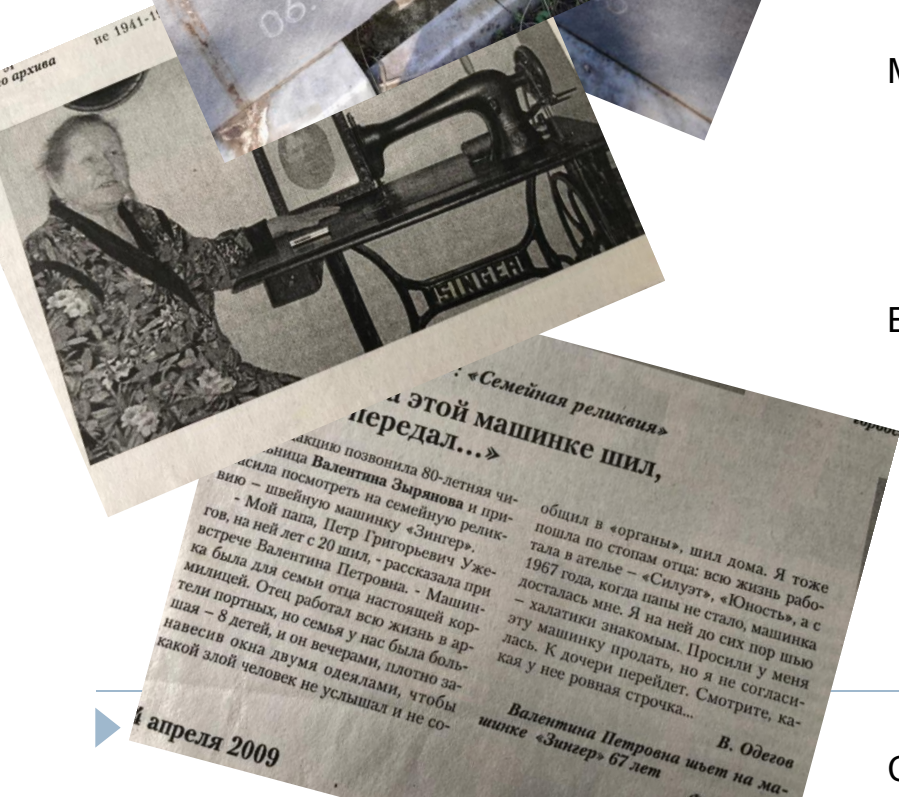 06.
не 1941-19
го архива
SINGER
: «Семейная реликвия»
этой машинке шил,
передал...»
акцию позвонила 80-летняя чи-
ьница Валентина Зырянова и при-
асила посмотреть на семейную релик-
вию – швейную машинку «Зингер».
- Мой папа, Петр Григорьевич Уже-
гов, на ней лет с 20 шил, - рассказала при
встрече Валентина Петровна. - Машин-
ка была для семьи отца настоящей кор-
милицей. Отец работал всю жизнь в ар-
тели портных, но семья у нас была боль-
шая – 8 детей, и он вечерами, плотно за-
навесив окна двумя одеялами, чтобы
какой злой человек не услышал и не со-
общил в «органы», шил дома. Я тоже
пошла по стопам отца: всю жизнь рабо-
тала в ателье – «Силуэт», «Юность», а с
1967 года, когда папы не стало, машинка
досталась мне. Я на ней до сих пор шью
– халатики знакомым. Просили у меня
эту машинку продать, но я не согласи-
лась. К дочери перейдет. Смотрите, ка-
кая у нее ровная строчка...
В. Одегов
Валентина Петровна шьет на ма-
шинке «Зингер» 67 лет
апреля 2009